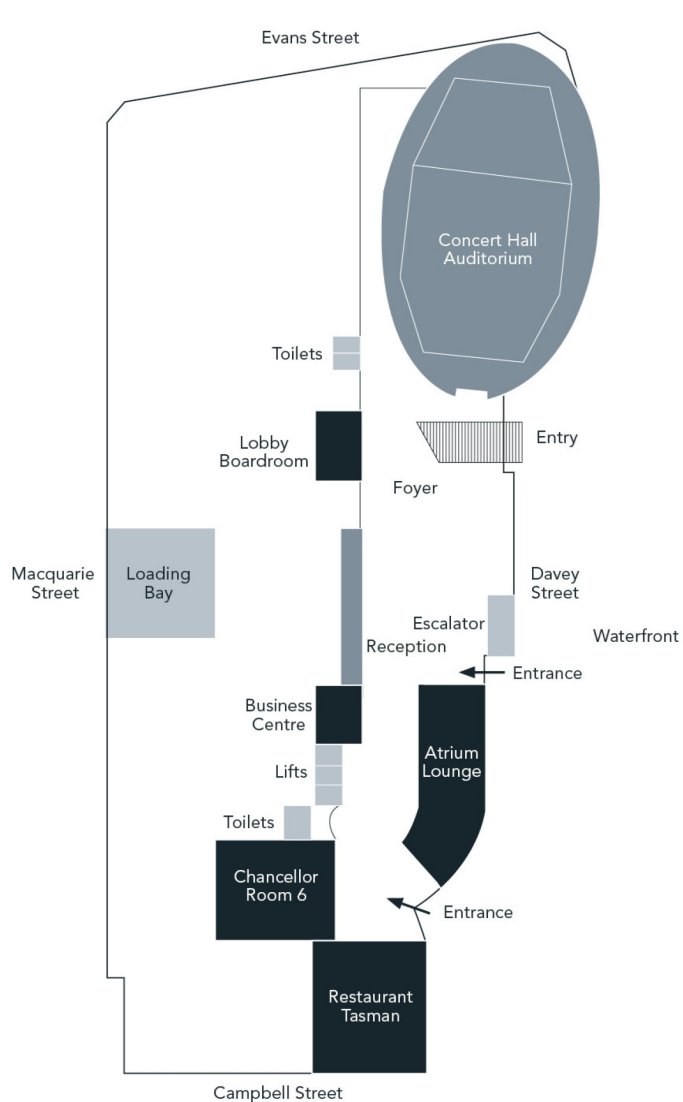 Evans Street
Concert Hall
Auditorium
Toilets
Lobby
Boardroom
Entry
Foyer
Macquarie
Street
Loading
Bay
Davey
Street
Escalator
Waterfront
Reception
Entrance
Business
Centre
Atrium
Lounge
Lifts
Toilets
Chancellor
Room 6
Entrance
Restaurant
Tasman
Campbell Street